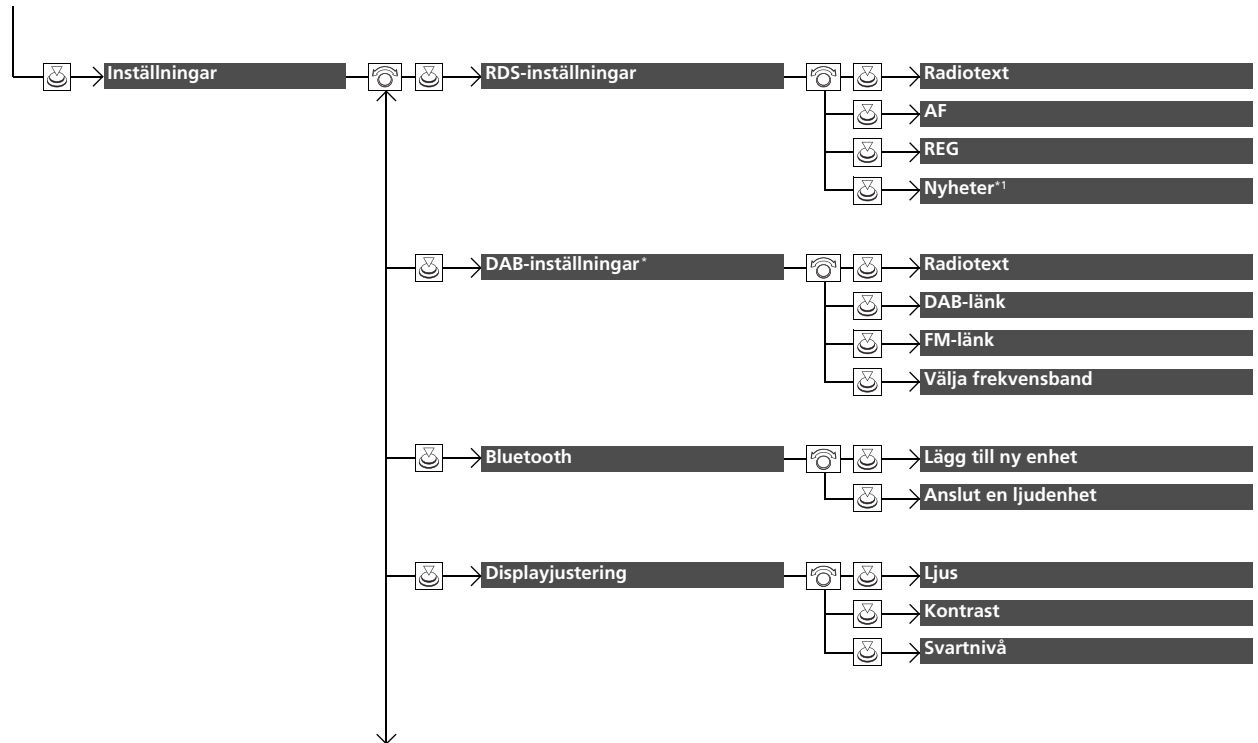 Inställningar
RDS-inställningar
Radiotext
AF
REG
Nyheter*1
DAB-inställningar*
Radiotext
DAB-länk
FM-länk
Välja frekvensband
Bluetooth
Lägg till ny enhet
Anslut en ljudenhet
Displayjustering
Ljus
Kontrast
Svartnivå